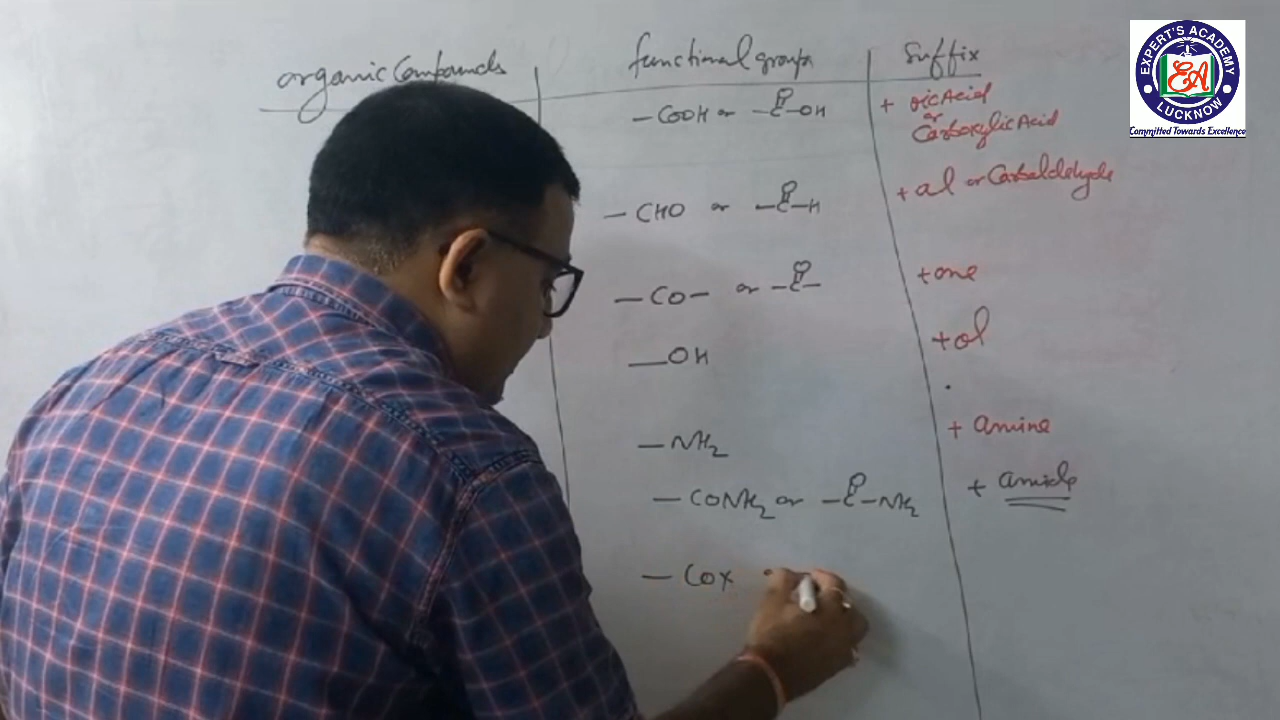 organic Compounds functional groups Suffix
– COOH or –C–OH + oic Acid
O
or
Carboxylic Acid
– CHO or –C–H + al or Carbaldehyde
O
– CO – or –C– + one
O
– OH + ol
– NH2 + amine
– CONH2 or –C–NH2 + amide
O
– COX
EXPERT'S ACADEMY
EA
LUCKNOW
Committed Towards Excellence